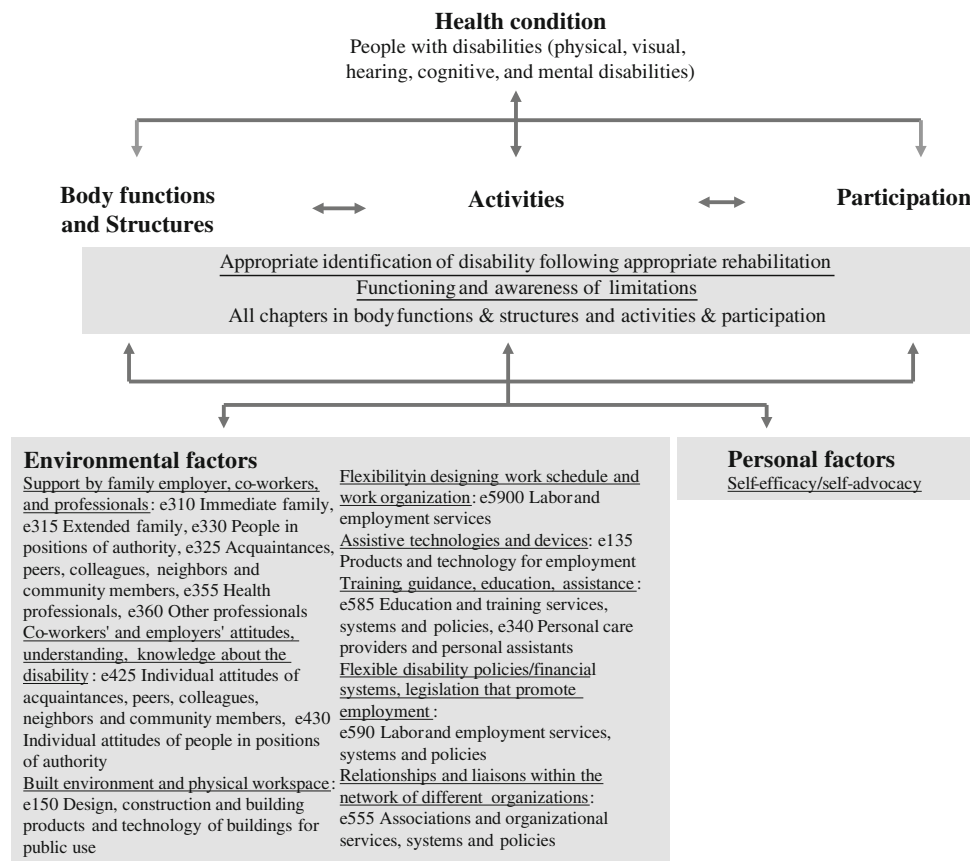 Health condition
People with disabilities (physical, visual,
hearing, cognitive, and mental disabilities)
Body functions
and Structures
Activities
Participation
Appropriate identification of disability following appropriate rehabilitation
Functioning and awareness of limitations
All chapters in body functions & structures and activities & participation
Environmental factors
Support by family employer, co-workers,
and professionals: e310 Immediate family,
e315 Extended family, e330 People in
positions of authority, e325 Acquaintances,
peers, colleagues, neighbors and
community members, e355 Health
professionals, e360 Other professionals
Co-workers' and employers' attitudes,
understanding, knowledge about the
disability: e425 Individual attitudes of
acquaintances, peers, colleagues,
neighbors and community members, e430
Individual attitudes of people in positions
of authority
Built environment and physical workspace:
e150 Design, construction and building
products and technology of buildings for
public use
Flexibilityin designing work schedule and
work organization: e5900 Labor and
employment services
Assistive technologies and devices: e135
Products and technology for employment
Training, guidance, education, assistance:
e585 Education and training services,
systems and policies, e340 Personal care
providers and personal assistants
Flexible disability policies/financial
systems, legislation that promote
employment:
e590 Labor and employment services,
systems and policies
Relationships and liaisons within the
network of different organizations:
e555 Associations and organizational
services, systems and policies
Personal factors
Self-efficacy/self-advocacy